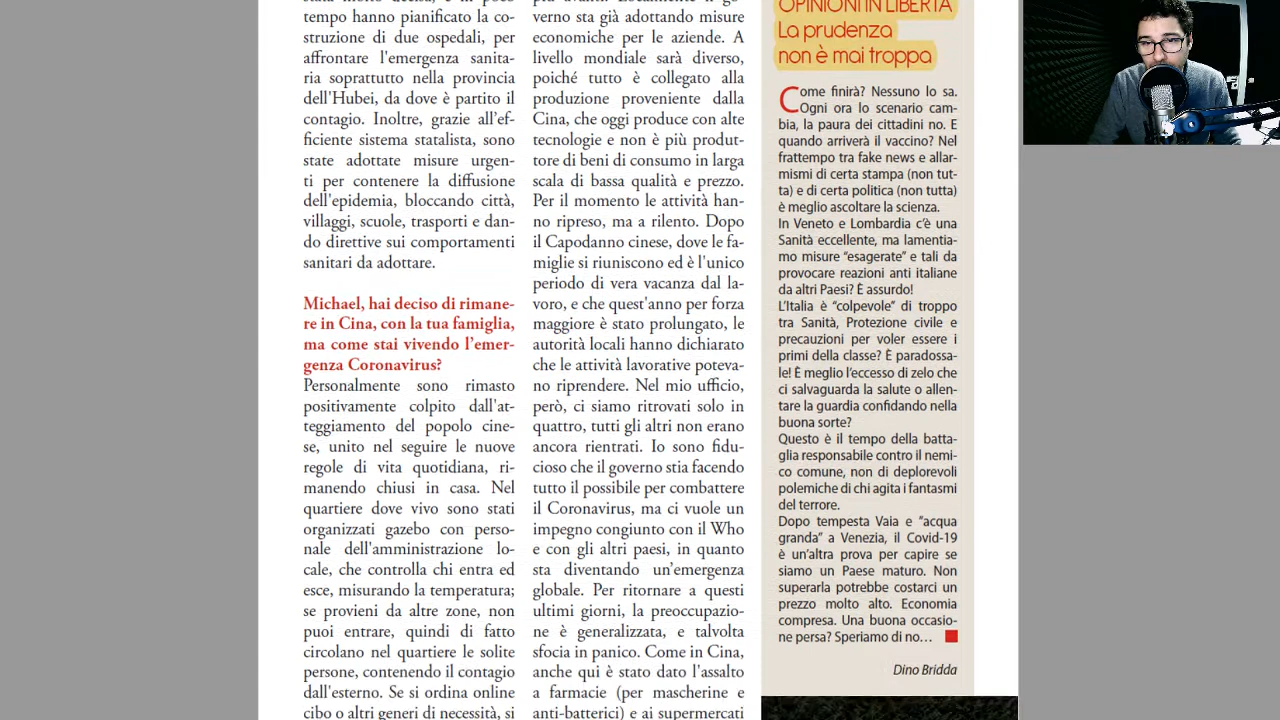 tempo hanno pianificato la co-
struzione di due ospedali, per
affrontare l'emergenza sanita-
ria soprattutto nella provincia
dell'Hubei, da dove è partito il
contagio. Inoltre, grazie all'ef-
ficiente sistema statalista, sono
state adottate misure urgen-
ti per contenere la diffusione
dell'epidemia, bloccando città,
villaggi, scuole, trasporti e dan-
do direttive sui comportamenti
sanitari da adottare.
Michael, hai deciso di rimane-
re in Cina, con la tua famiglia,
ma come stai vivendo l'emer-
genza Coronavirus?
Personalmente sono rimasto
positivamente colpito dall'at-
teggiamento del popolo cine-
se, unito nel seguire le nuove
regole di vita quotidiana, ri-
manendo chiusi in casa. Nel
quartiere dove vivo sono stati
organizzati gazebo con perso-
nale dell'amministrazione lo-
cale, che controlla chi entra ed
esce, misurando la temperatura;
se provieni da altre zone, non
puoi entrare, quindi di fatto
circolano nel quartiere le solite
persone, contenendo il contagio
dall'esterno. Se si ordina online
cibo o altri generi di necessità, si
verno sta già adottando misure
economiche per le aziende. A
livello mondiale sarà diverso,
poiché tutto è collegato alla
produzione proveniente dalla
Cina, che oggi produce con alte
tecnologie e non è più produt-
tore di beni di consumo in larga
scala di bassa qualità e prezzo.
Per il momento le attività han-
no ripreso, ma a rilento. Dopo
il Capodanno cinese, dove le fa-
miglie si riuniscono ed è l'unico
periodo di vera vacanza dal la-
voro, e che quest'anno per forza
maggiore è stato prolungato, le
autorità locali hanno dichiarato
che le attività lavorative poteva-
no riprendere. Nel mio ufficio,
però, ci siamo ritrovati solo in
quattro, tutti gli altri non erano
ancora rientrati. Io sono fidu-
cioso che il governo stia facendo
tutto il possibile per combattere
il Coronavirus, ma ci vuole un
impegno congiunto con il Who
e con gli altri paesi, in quanto
sta diventando un'emergenza
globale. Per ritornare a questi
ultimi giorni, la preoccupazio-
ne è generalizzata, e talvolta
sfocia in panico. Come in Cina,
anche qui è stato dato l'assalto
a farmacie (per mascherine e
anti-batterici) e ai supermercati
OPINIONI IN LIBERTÀ
La prudenza
non è mai troppa
Come finirà? Nessuno lo sa.
Ogni ora lo scenario cam-
bia, la paura dei cittadini no. E
quando arriverà il vaccino? Nel
frattempo tra fake news e allar-
mismi di certa stampa (non tut-
ta) e di certa politica (non tutta)
è meglio ascoltare la scienza.
In Veneto e Lombardia c'è una
Sanità eccellente, ma lamentia-
mo misure "esagerate" e tali da
provocare reazioni anti italiane
da altri Paesi? È assurdo!
L'Italia è "colpevole" di troppo
tra Sanità, Protezione civile e
precauzioni per voler essere i
primi della classe? È paradossa-
le! È meglio l'eccesso di zelo che
ci salvaguarda la salute o allen-
tare la guardia confidando nella
buona sorte?
Questo è il tempo della batta-
glia responsabile contro il nemi-
co comune, non di deplorevoli
polemiche di chi agita i fantasmi
del terrore.
Dopo tempesta Vaia e "acqua
granda" a Venezia, il Covid-19
è un'altra prova per capire se
siamo un Paese maturo. Non
superarla potrebbe costarci un
prezzo molto alto. Economia
compresa. Una buona occasio-
ne persa? Speriamo di no...
Dino Bridda